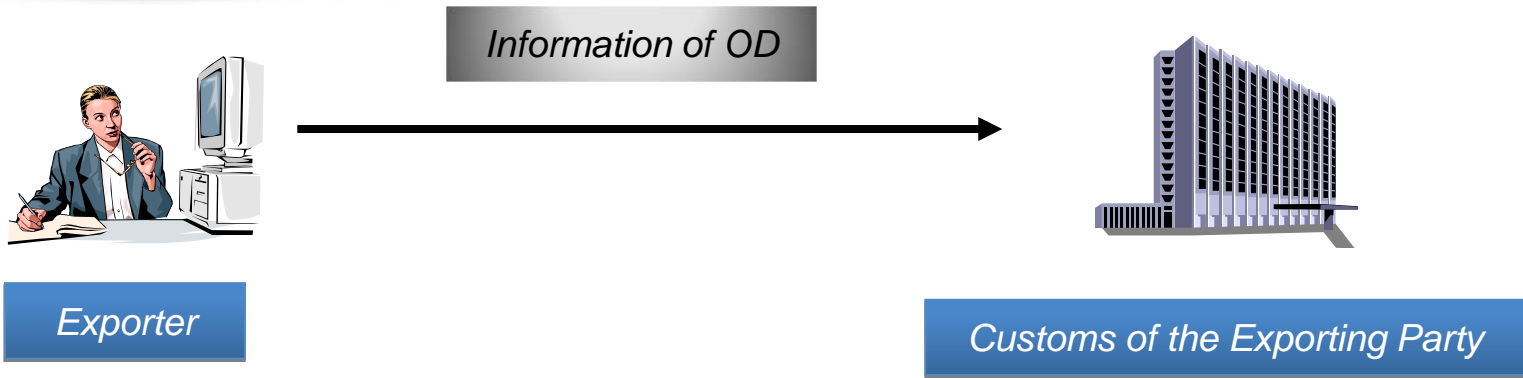 Information of OD
Exporter
Customs of the Exporting Party